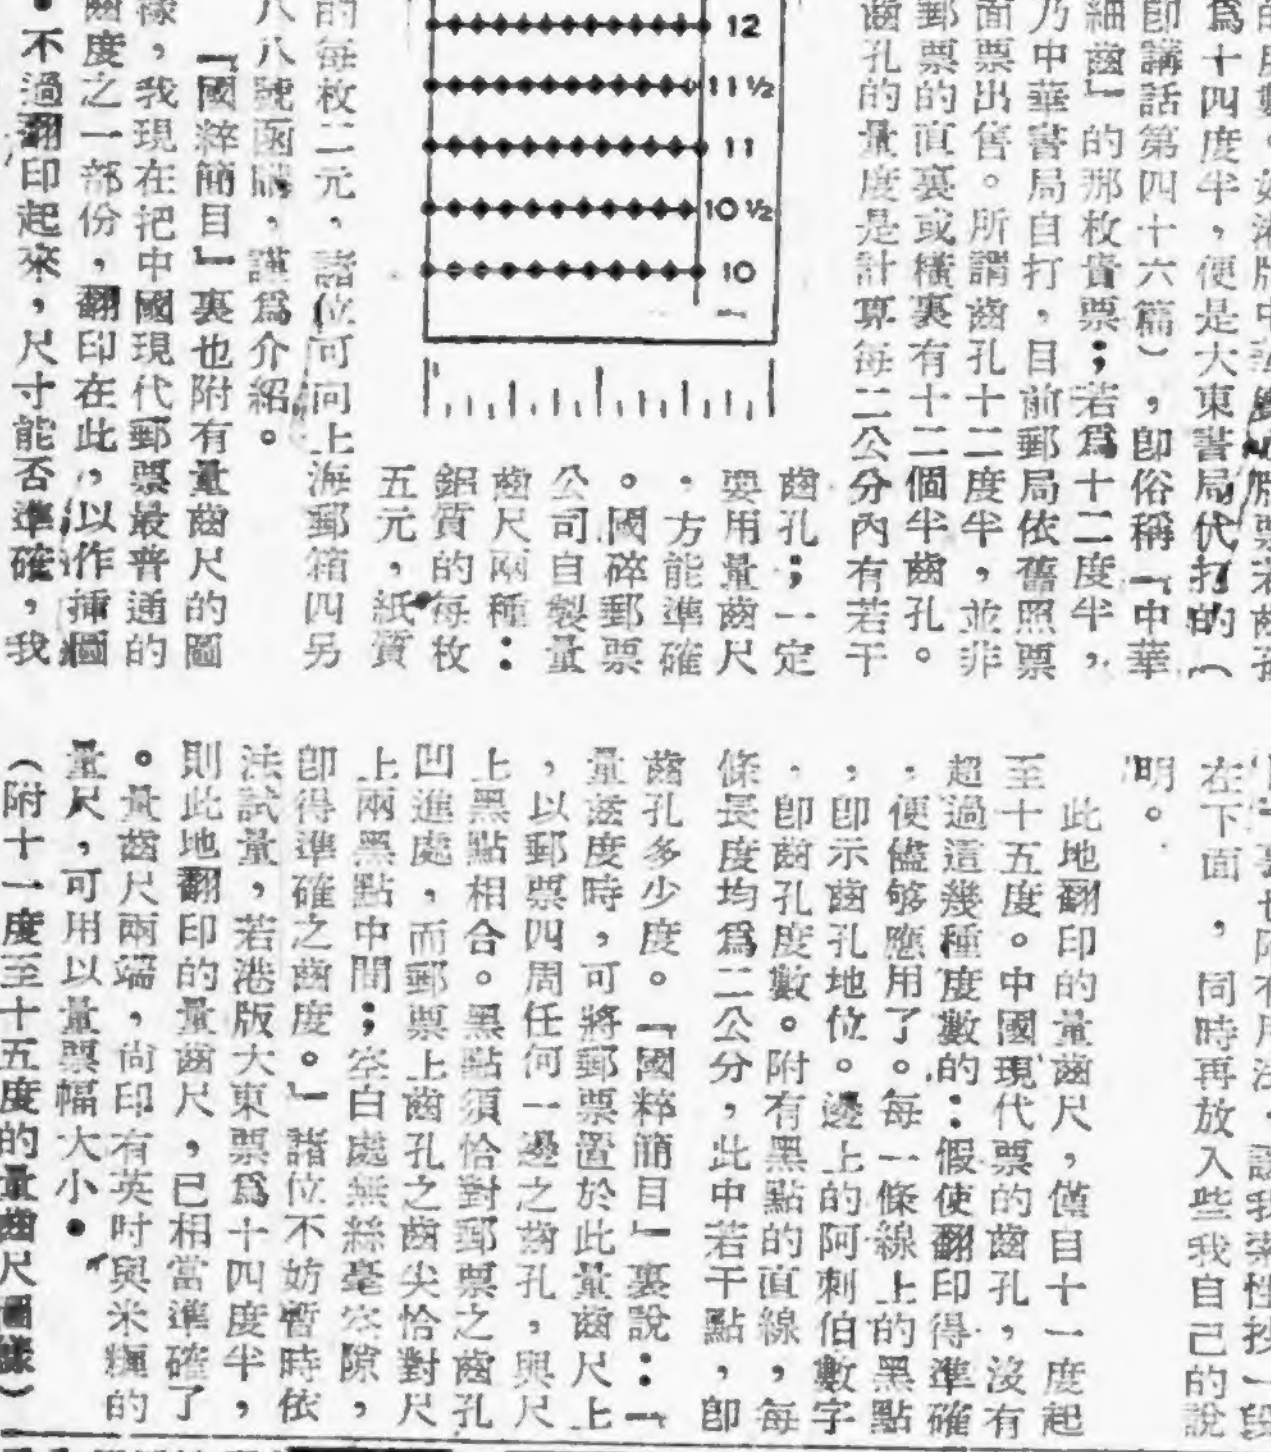 為十四度半，便是大東書局代打的（
即講話第四十六篇），即俗稱「中華
細齒」的那枚貴票；若爲十二度半，
乃中華書局自打，目前郵局依舊照票
面票出售。所謂齒孔十二度半，並非
郵票的直裏或橫裏有十二個半齒孔。
齒孔的量度是計算每二公分內有若干
齒孔；一定
要用量齒尺
，方能準確
。國碎郵票
公司自製量
齒尺兩種：
鋁質的每枚
五元，紙質
的每枚二元，諸位可向上海郵箱四另
八八號函購，謹爲介紹。
『國粹簡目』裏也附有量齒尺的圖
樣，我現在把中國現代郵票最普通的
齒度之一部份，翻印在此，以作插圖
。不過翻印起來，尺寸能否準確，我
12
11½
11
10½
10
在下面，同時再放入些我自己的說
明。
此地翻印的量齒尺，僅自十一度起
至十五度。中國現代票的齒孔，沒有
超過這幾種度數的：假使翻印得準確
，便儘够應用了。每一條線上的黑點
，即示齒孔地位。邊上的阿剌伯數字
，即齒孔度數。附有黑點的直線，每
條長度均爲二公分，此中若干點，即
齒孔多少度。『國粹簡目』裏說：『
量齒度時，可將郵票置於此量齒尺上
，以郵票四周任何一邊之齒孔，與尺
上黑點相合。黑點須恰對郵票之齒孔
凹進處，而郵票上齒孔之齒尖恰對尺
上兩黑點中間；空白處無絲毫空隙，
即得準確之齒度。』諸位不妨暫時依
法試量，若港版大東票爲十四度半，
則此地翻印的量齒尺，已相當準確了
。量齒尺兩端，尚印有英吋與米糎的
量尺，可用以量票幅大小。
（附十一度至十五度的量齒尺圖樣）